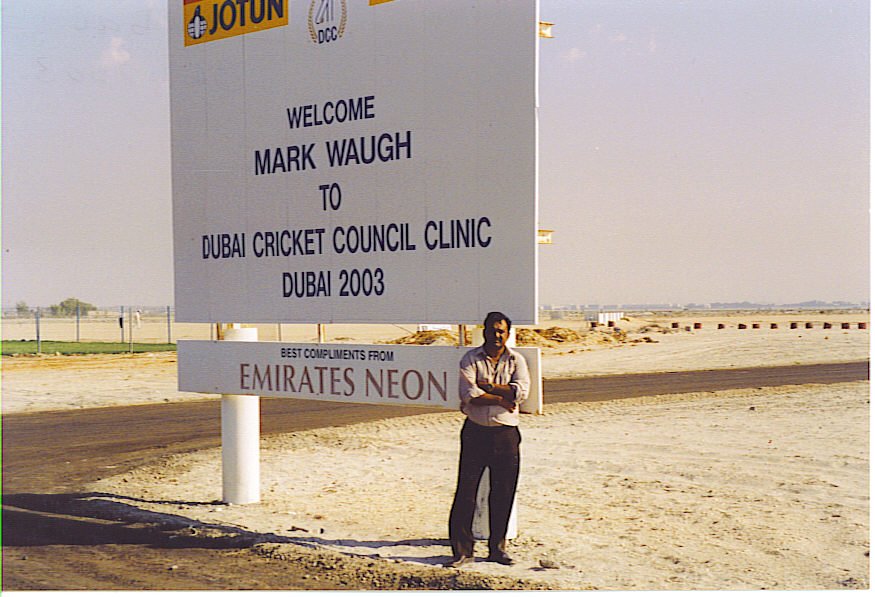 JOTUN
DCC
WELCOME
MARK WAUGH
TO
DUBAI CRICKET COUNCIL CLINIC
DUBAI 2003
BEST COMPLIMENTS FROM
EMIRATES NEON